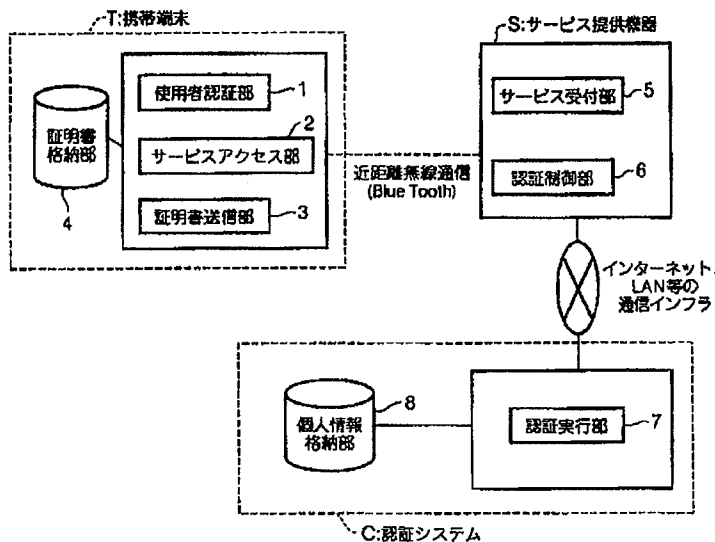 T:携帯端末
S:サービス提供機器
使用者認証部
1
サービス受付部
5
証明書
格納部
2
サービスアクセス部
近距離無線通信
(Blue Tooth)
認証制御部
6
4
証明書送信部
3
インターネット、
LAN等の
通信インフラ
個人情報
格納部
8
認証実行部
7
C:認証システム